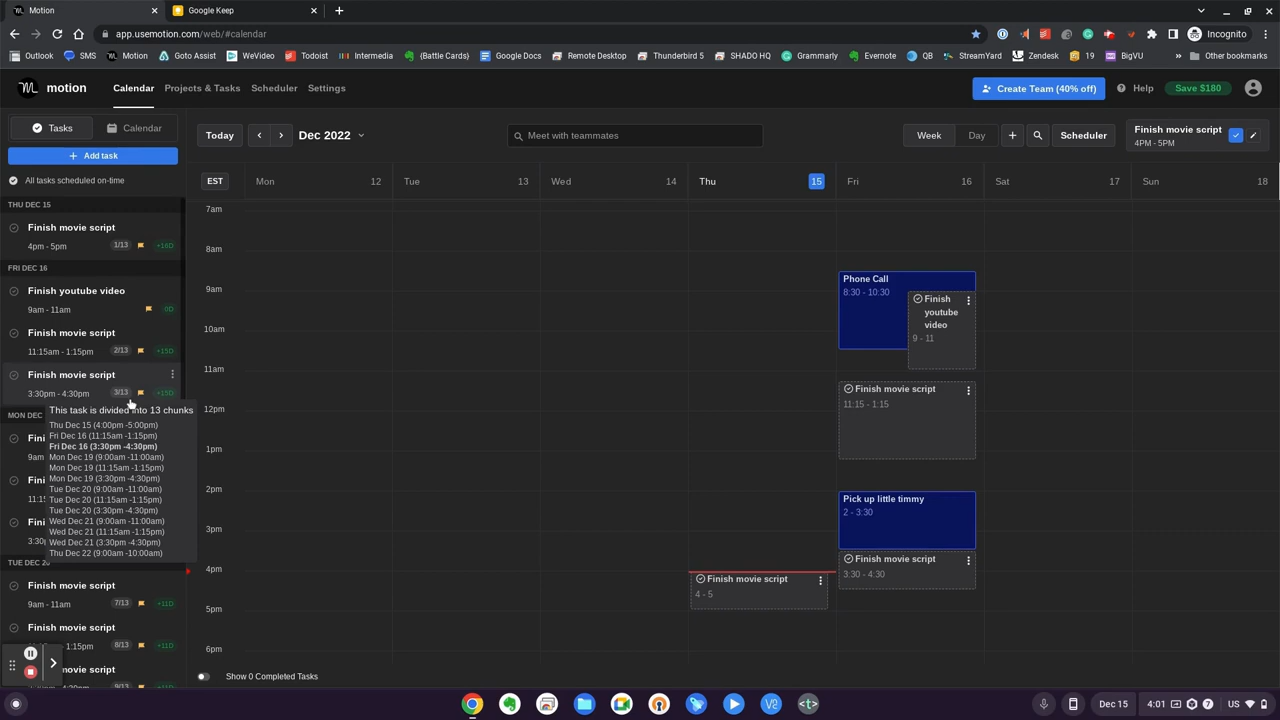 Motion
Google Keep
app.usemotion.com/web/#calendar
Incognito
Outlook
SMS
Motion
Goto Assist
WeVideo
Todoist
Intermedia
{Battle Cards}
Google Docs
Remote Desktop
Thunderbird 5
SHADO HQ
Grammarly
Evernote
QB
StreamYard
Zendesk
19
BigVU
Other bookmarks
motion
Calendar
Projects & Tasks
Scheduler
Settings
Create Team (40% off)
Help
Save $180
Tasks
Calendar
Add task
All tasks scheduled on-time
THU DEC 15
Finish movie script
4pm - 5pm 1/13 +16D
FRI DEC 16
Finish youtube video
9am - 11am 0D
Finish movie script
11:15am - 1:15pm 2/13 +15D
Finish movie script
3:30pm - 4:30pm 3/13 +15D
MON DEC
This task is divided into 13 chunks
Thu Dec 15 (4:00pm -5:00pm)
Fri Dec 16 (11:15am -1:15pm)
Fri Dec 16 (3:30pm -4:30pm)
Mon Dec 19 (9:00am -11:00am)
Mon Dec 19 (11:15am -1:15pm)
Mon Dec 19 (3:30pm -4:30pm)
Tue Dec 20 (9:00am -11:00am)
Tue Dec 20 (11:15am -1:15pm)
Tue Dec 20 (3:30pm -4:30pm)
Wed Dec 21 (9:00am -11:00am)
Wed Dec 21 (11:15am -1:15pm)
Wed Dec 21 (3:30pm -4:30pm)
Thu Dec 22 (9:00am -10:00am)
Finish movie script
9am - 11am 7/13 +11D
Finish movie script
1:15pm 8/13 +11D
movie script
Today
Dec 2022
Meet with teammates
Week
Day
Scheduler
Finish movie script
4PM - 5PM
EST
Mon 12
Tue 13
Wed 14
Thu 15
Fri 16
Sat 17
Sun 18
7am
8am
9am
10am
11am
12pm
1pm
2pm
3pm
4pm
5pm
6pm
Phone Call
8:30 - 10:30
Finish
youtube
video
9 - 11
Finish movie script
11:15 - 1:15
Pick up little timmy
2 - 3:30
Finish movie script
3:30 - 4:30
Finish movie script
4 - 5
Show 0 Completed Tasks
Dec 15
4:01
US